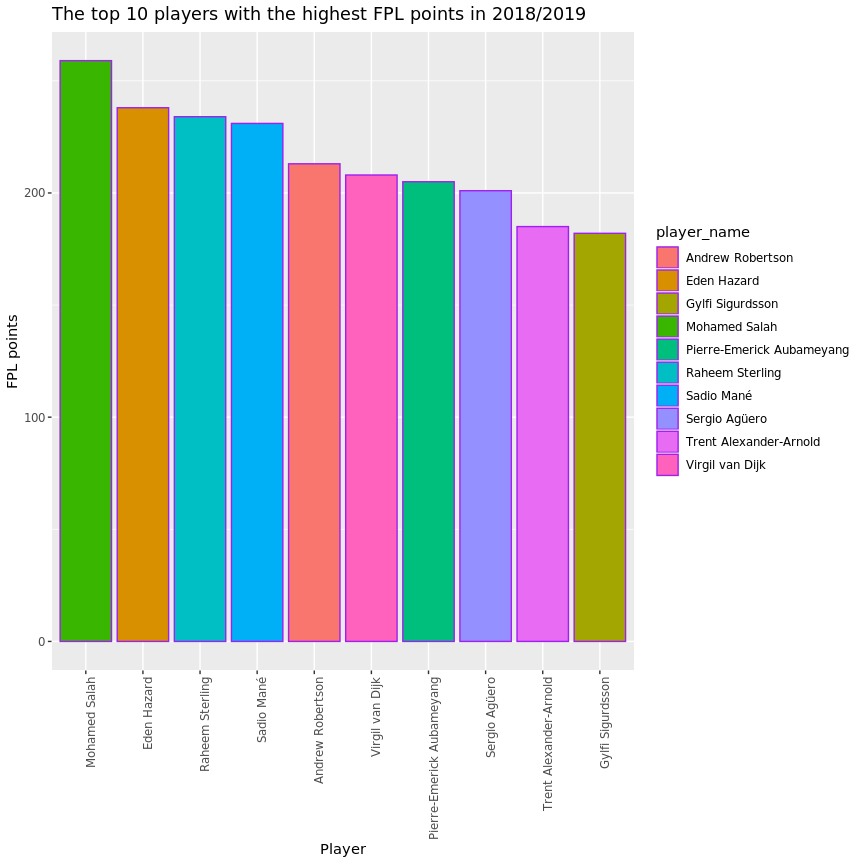 The top 10 players with the highest FPL points in 2018/2019
FPL points
200
100
0
Mohamed Salah
Eden Hazard
Raheem Sterling
Sadio Mané
Andrew Robertson
Virgil van Dijk
Pierre-Emerick Aubameyang
Sergio Agüero
Trent Alexander-Arnold
Gylfi Sigurdsson
Player
player_name
Andrew Robertson
Eden Hazard
Gylfi Sigurdsson
Mohamed Salah
Pierre-Emerick Aubameyang
Raheem Sterling
Sadio Mané
Sergio Agüero
Trent Alexander-Arnold
Virgil van Dijk